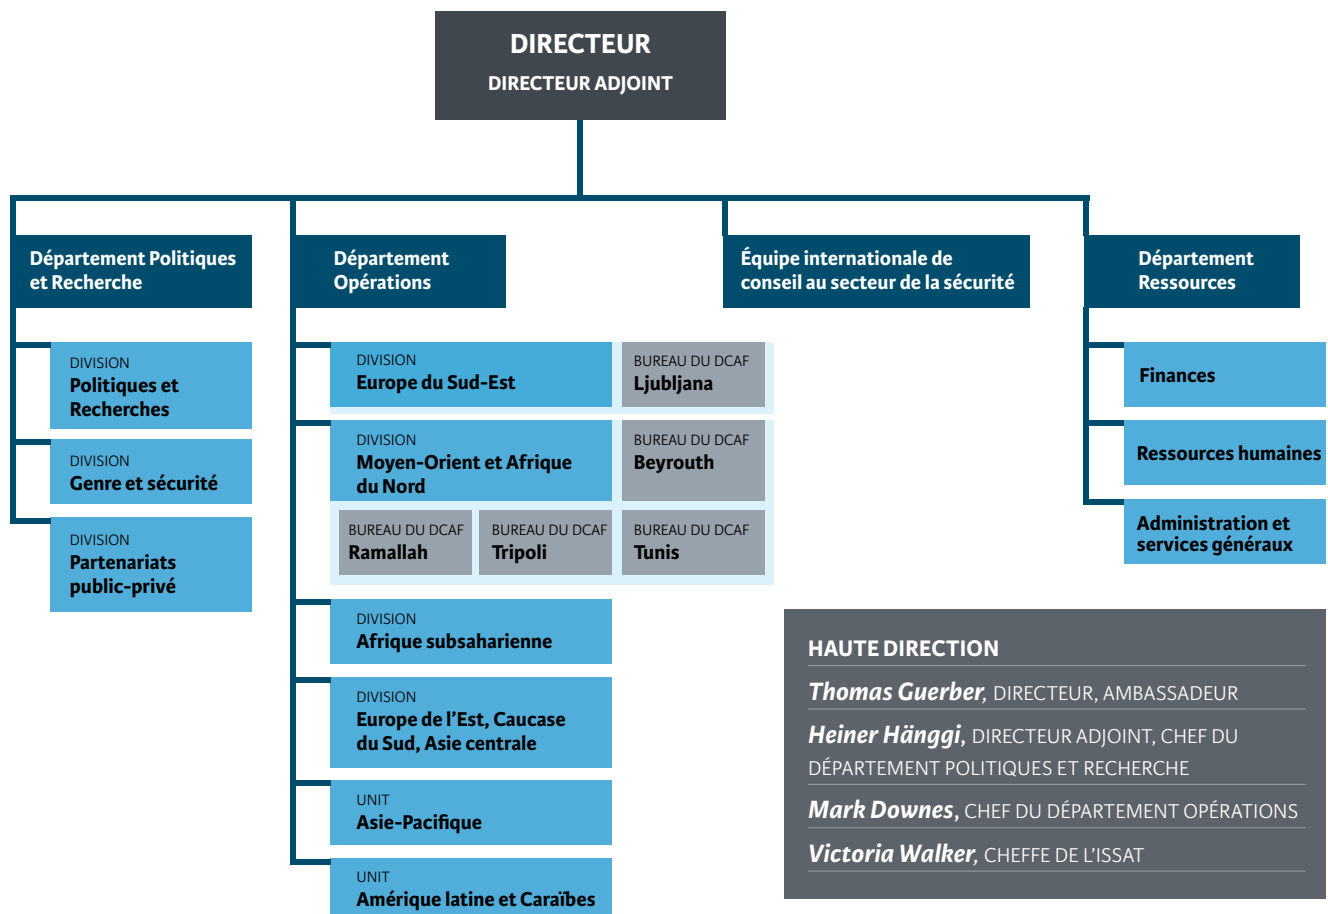 DIRECTEUR
DIRECTEUR ADJOINT
Département Politiques
et Recherche
DIVISION
Politiques et
Recherches
DIVISION
Genre et sécurité
DIVISION
Partenariats
public-privé
Département
Opérations
DIVISION
Europe du Sud-Est
BUREAU DU DCAF
Ljubljana
DIVISION
Moyen-Orient et Afrique
du Nord
BUREAU DU DCAF
Beyrouth
BUREAU DU DCAF
Ramallah
BUREAU DU DCAF
Tripoli
BUREAU DU DCAF
Tunis
DIVISION
Afrique subsaharienne
DIVISION
Europe de l’Est, Caucase
du Sud, Asie centrale
UNIT
Asie-Pacifique
UNIT
Amérique latine et Caraïbes
Équipe internationale de
conseil au secteur de la sécurité
Département
Ressources
Finances
Ressources humaines
Administration et
services généraux
HAUTE DIRECTION
Thomas Guerber, DIRECTEUR, AMBASSADEUR
Heiner Hänggi, DIRECTEUR ADJOINT, CHEF DU
DÉPARTEMENT POLITIQUES ET RECHERCHE
Mark Downes, CHEF DU DÉPARTEMENT OPÉRATIONS
Victoria Walker, CHEFFE DE L’ISSAT